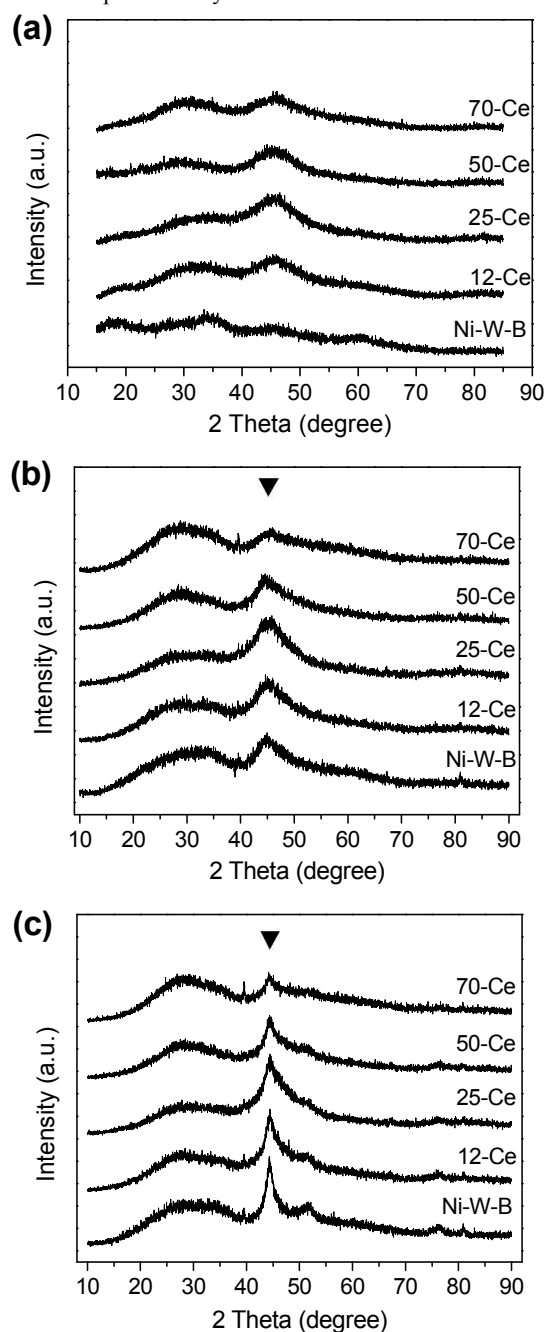 (a)
70-Ce
50-Ce
25-Ce
12-Ce
Ni-W-B
Intensity (a.u.)
10 20 30 40 50 60 70 80 90
2 Theta (degree)
(b)
▼
70-Ce
50-Ce
25-Ce
12-Ce
Ni-W-B
Intensity (a.u.)
10 20 30 40 50 60 70 80 90
2 Theta (degree)
(c)
▼
70-Ce
50-Ce
25-Ce
12-Ce
Ni-W-B
Intensity (a.u.)
10 20 30 40 50 60 70 80 90
2 Theta (degree)